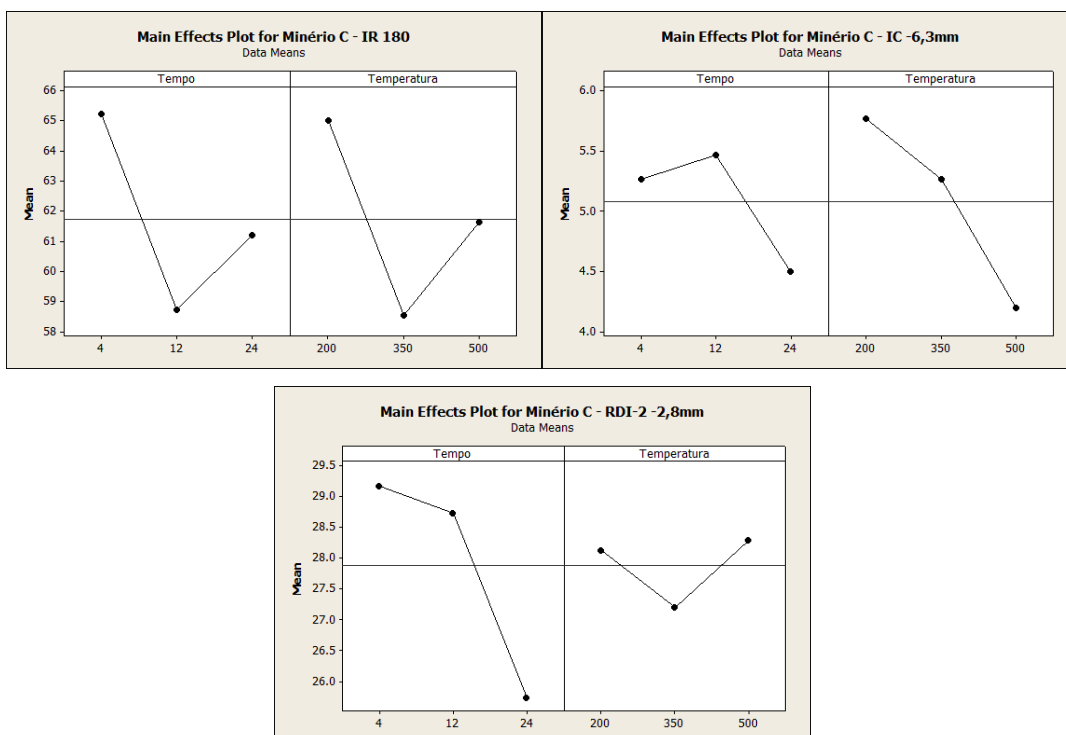 Main Effects Plot for Minério C - IR 180
Data Means
Tempo Temperatura
66
65
64
63
62
61
60
59
58
Mean
4 12 24 200 350 500
Main Effects Plot for Minério C - IC -6,3mm
Data Means
Tempo Temperatura
6.0
5.5
5.0
4.5
4.0
Mean
4 12 24 200 350 500
Main Effects Plot for Minério C - RDI-2 -2,8mm
Data Means
Tempo Temperatura
29.5
29.0
28.5
28.0
27.5
27.0
26.5
26.0
Mean
4 12 24 200 350 500